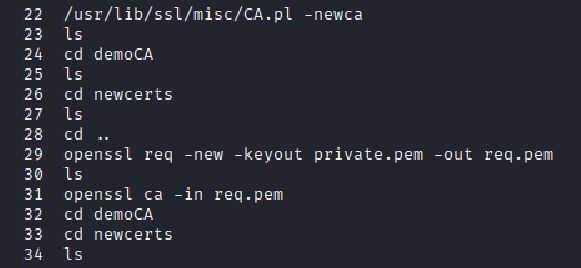 22 /usr/lib/ssl/misc/CA.pl -newca
23 ls
24 cd demoCA
25 ls
26 cd newcerts
27 ls
28 cd ..
29 openssl req -new -keyout private.pem -out req.pem
30 ls
31 openssl ca -in req.pem
32 cd demoCA
33 cd newcerts
34 ls